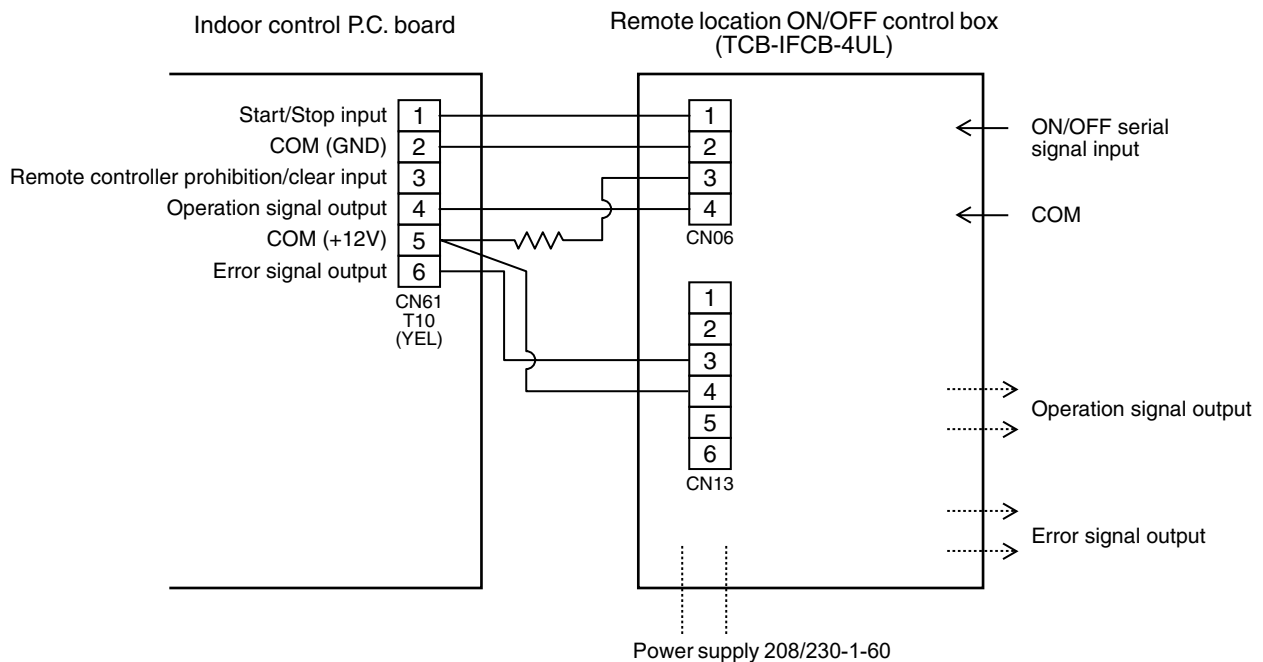 Indoor control P.C. board
Remote location ON/OFF control box
(TCB-IFCB-4UL)
Start/Stop input 1
COM (GND) 2
Remote controller prohibition/clear input 3
Operation signal output 4
COM (+12V) 5
Error signal output 6
CN61
T10
(YEL)
1
2
3
4
CN06
1
2
3
4
5
6
CN13
ON/OFF serial
signal input
COM
Operation signal output
Error signal output
Power supply 208/230-1-60